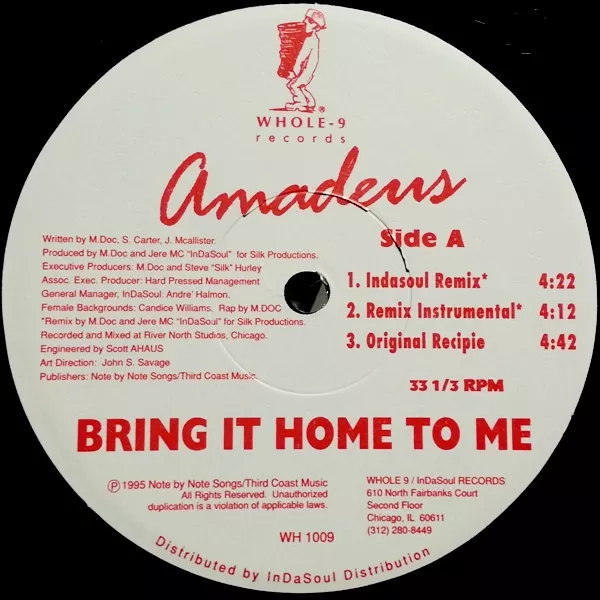 WHOLE-9
records
Amadeus
Written by M.Doc, S. Carter, J. Mcallister.
Produced by M.Doc and Jere MC "InDaSoul" for Silk Productions.
Executive Producers: M.Doc and Steve "Silk" Hurley
Assoc. Exec. Producer: Hard Pressed Management
General Manager, InDaSoul: Andre' Halmon.
Female Backgrounds: Candice Williams. Rap by M.DOC
*Remix by M.Doc and Jere MC "InDaSoul" for Silk Productions.
Recorded and Mixed at River North Studios, Chicago.
Engineered by Scott AHAUS
Art Direction: John S. Savage
Publishers: Note by Note Songs/Third Coast Music.
Side A
1. Indasoul Remix* 4:22
2. Remix Instrumental* 4:12
3. Original Recipie 4:42
33 1/3 RPM
BRING IT HOME TO ME
℗ 1995 Note by Note Songs/Third Coast Music
All Rights Reserved. Unauthorized
duplication is a violation of applicable laws.
WH 1009
WHOLE 9 / InDaSoul RECORDS
610 North Fairbanks Court
Second Floor
Chicago, IL 60611
(312) 280-8449
Distributed by InDaSoul Distribution